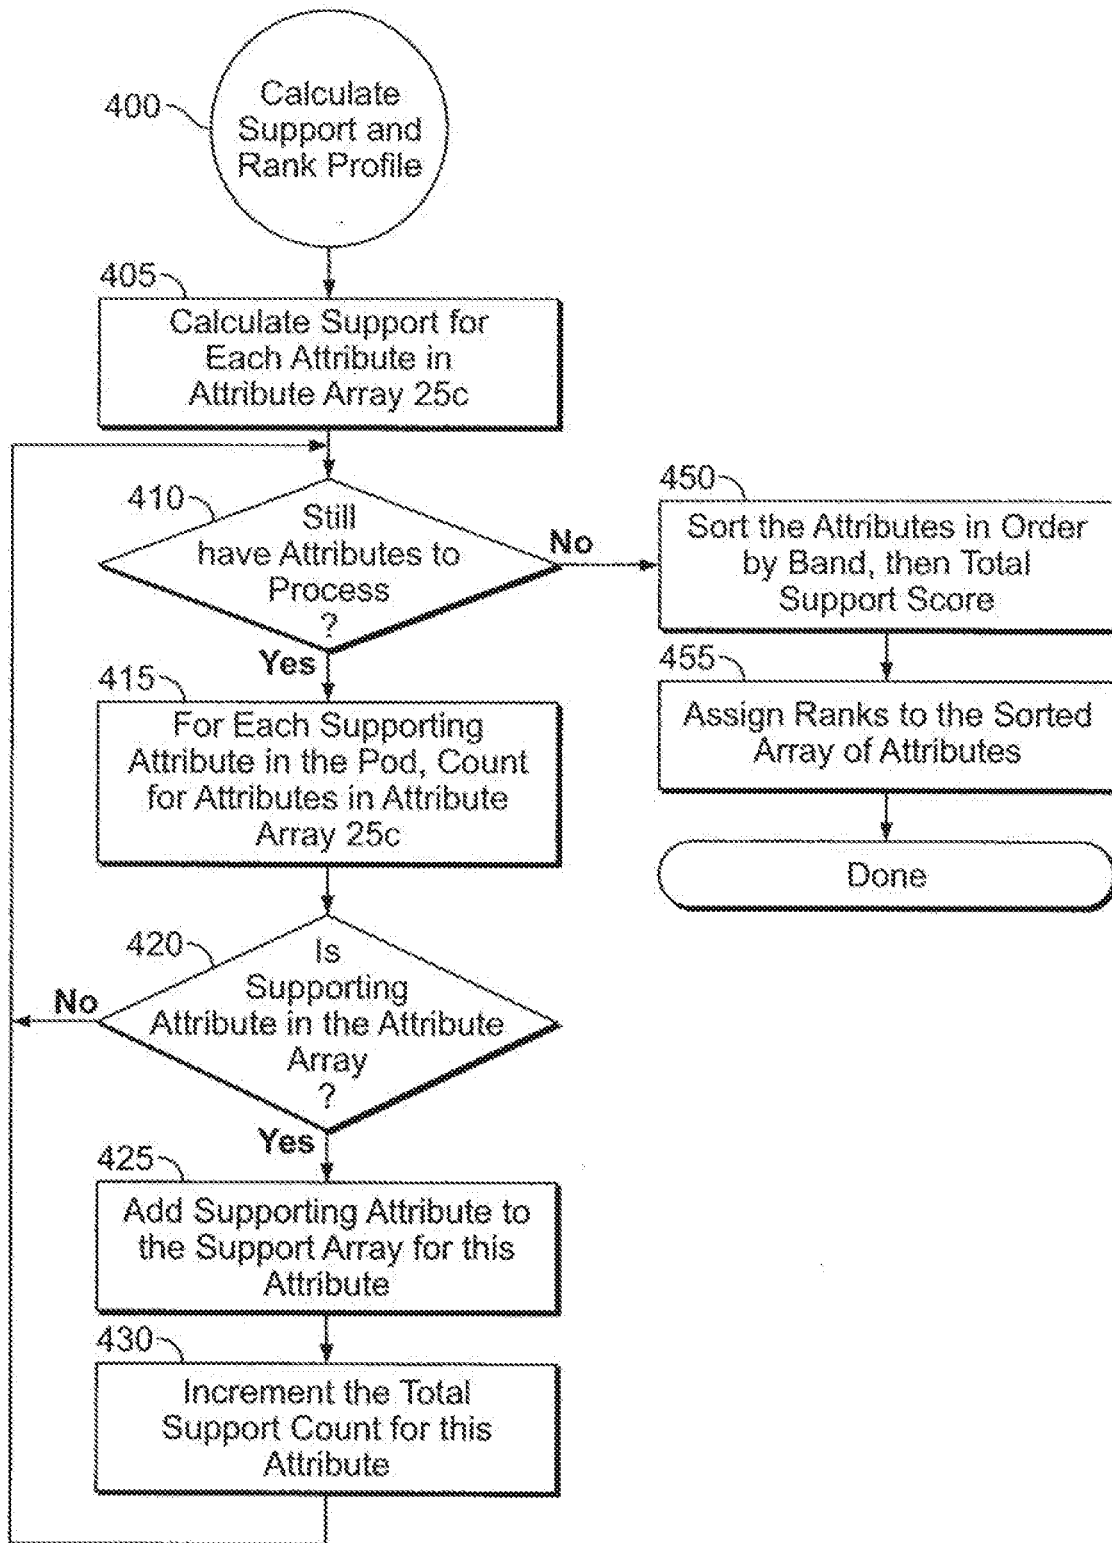 400
Calculate
Support and
Rank Profile
405
Calculate Support for
Each Attribute in
Attribute Array 25c
410
Still
have Attributes to
Process
?
No
Yes
450
Sort the Attributes in Order
by Band, then Total
Support Score
455
Assign Ranks to the Sorted
Array of Attributes
Done
415
For Each Supporting
Attribute in the Pod, Count
for Attributes in Attribute
Array 25c
420
Is
Supporting
Attribute in the Attribute
Array
?
No
Yes
425
Add Supporting Attribute to
the Support Array for this
Attribute
430
Increment the Total
Support Count for this
Attribute